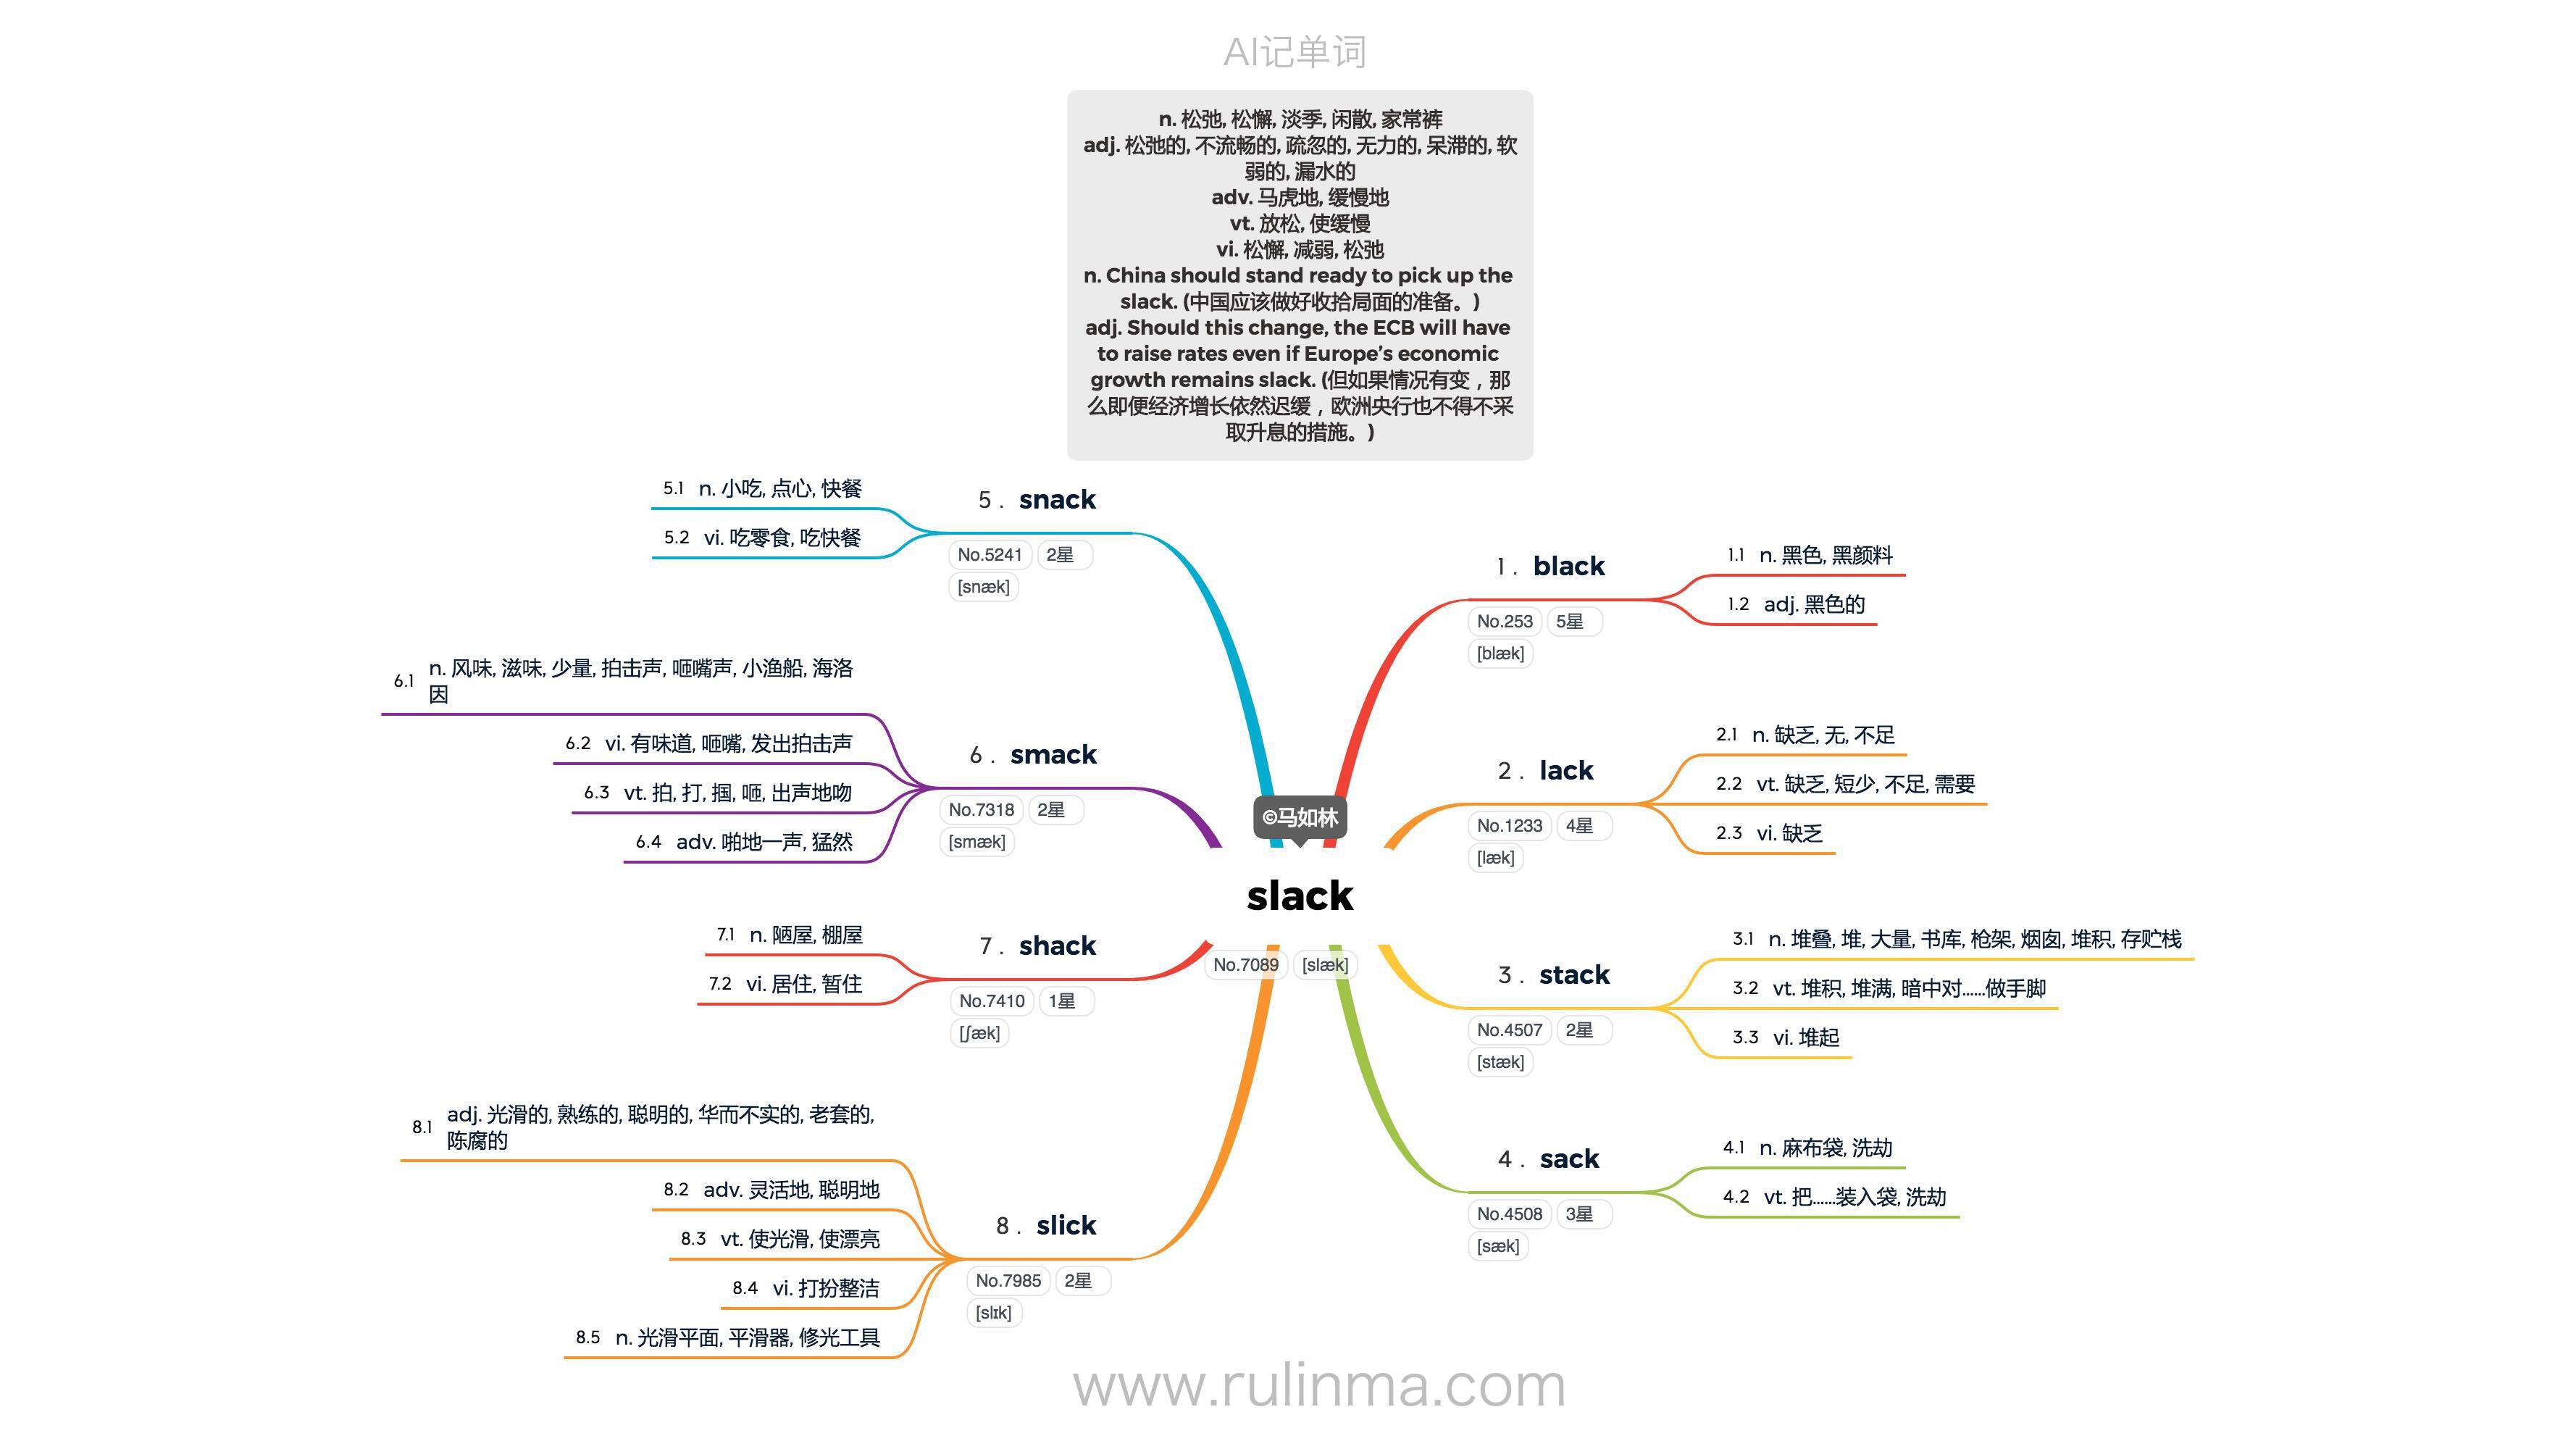 AI记单词
n. 松弛, 松懈, 淡季, 闲散, 家常裤
adj. 松弛的, 不流畅的, 疏忽的, 无力的, 呆滞的, 软
弱的, 漏水的
adv. 马虎地, 缓慢地
vt. 放松, 使缓慢
vi. 松懈, 减弱, 松弛
n. China should stand ready to pick up the
slack. (中国应该做好收拾局面的准备。)
adj. Should this change, the ECB will have
to raise rates even if Europe’s economic
growth remains slack. (但如果情况有变，那
么即便经济增长依然迟缓，欧洲央行也不得不采
取升息的措施。)
©马如林
slack
No.7089 [slæk]
1. black
No.253 5星
[blæk]
1.1 n. 黑色, 黑颜料
1.2 adj. 黑色的
2. lack
No.1233 4星
[læk]
2.1 n. 缺乏, 无, 不足
2.2 vt. 缺乏, 短少, 不足, 需要
2.3 vi. 缺乏
3. stack
No.4507 2星
[stæk]
3.1 n. 堆叠, 堆, 大量, 书库, 枪架, 烟囱, 堆积, 存贮栈
3.2 vt. 堆积, 堆满, 暗中对……做手脚
3.3 vi. 堆起
4. sack
No.4508 3星
[sæk]
4.1 n. 麻布袋, 洗劫
4.2 vt. 把……装入袋, 洗劫
5. snack
No.5241 2星
[snæk]
5.1 n. 小吃, 点心, 快餐
5.2 vi. 吃零食, 吃快餐
6. smack
No.7318 2星
[smæk]
6.1 n. 风味, 滋味, 少量, 拍击声, 咂嘴声, 小渔船, 海洛
因
6.2 vi. 有味道, 咂嘴, 发出拍击声
6.3 vt. 拍, 打, 掴, 咂, 出声地吻
6.4 adv. 啪地一声, 猛然
7. shack
No.7410 1星
[ʃæk]
7.1 n. 陋屋, 棚屋
7.2 vi. 居住, 暂住
8. slick
No.7985 2星
[slɪk]
8.1 adj. 光滑的, 熟练的, 聪明的, 华而不实的, 老套的,
陈腐的
8.2 adv. 灵活地, 聪明地
8.3 vt. 使光滑, 使漂亮
8.4 vi. 打扮整洁
8.5 n. 光滑平面, 平滑器, 修光工具
www.rulinma.com